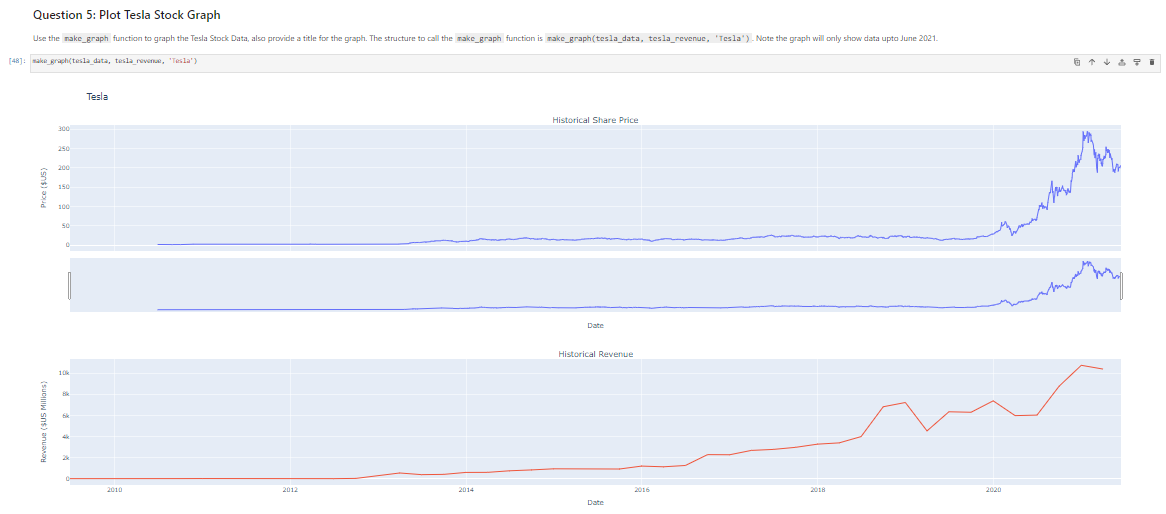 Question 5: Plot Tesla Stock Graph
Use the make_graph function to graph the Tesla Stock Data, also provide a title for the graph. The structure to call the make_graph function is make_graph(tesla_data, tesla_revenue, 'Tesla'). Note the graph will only show data upto June 2021.
[48]: make_graph(tesla_data, tesla_revenue, 'Tesla')
Tesla
Historical Share Price
300
250
200
150
100
50
0
Price ($US)
Date
Historical Revenue
10k
8k
6k
4k
2k
0
Revenue ($US Millions)
2010 2012 2014 2016 2018 2020
Date